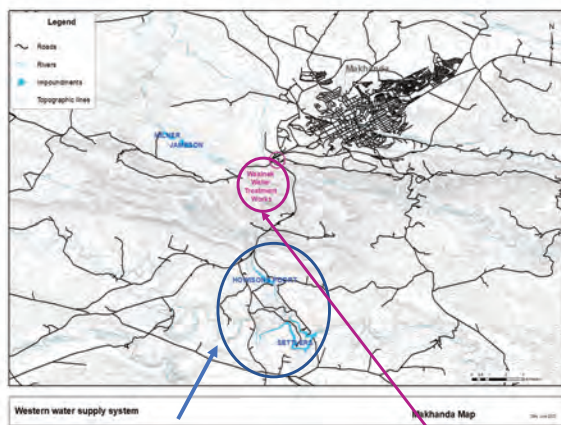 Legend
Roads
Rivers
Impoundments
Topographic lines
N
Makhanda
MILNER
JAMESON
Waainek
Water
Treatment
Works
HOWISONS POORT
SETTLERS
Western water supply system
Makhanda Map